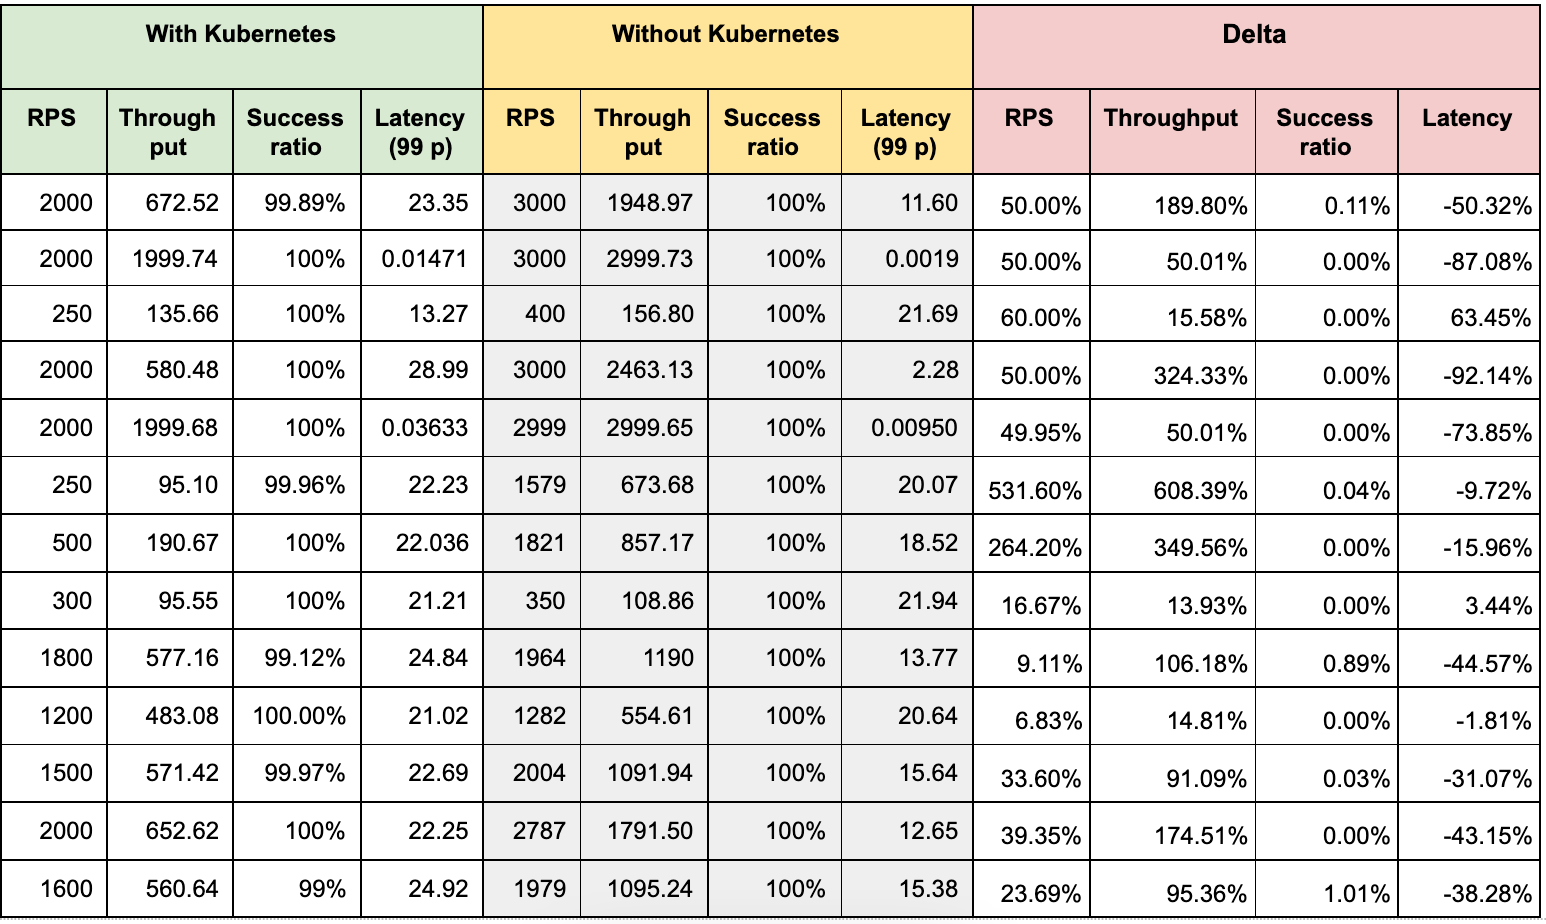 With Kubernetes Without Kubernetes Delta
RPS Through put Success ratio Latency (99 p) RPS Through put Success ratio Latency (99 p) RPS Throughput Success ratio Latency
2000 672.52 99.89% 23.35 3000 1948.97 100% 11.60 50.00% 189.80% 0.11% -50.32%
2000 1999.74 100% 0.01471 3000 2999.73 100% 0.0019 50.00% 50.01% 0.00% -87.08%
250 135.66 100% 13.27 400 156.80 100% 21.69 60.00% 15.58% 0.00% 63.45%
2000 580.48 100% 28.99 3000 2463.13 100% 2.28 50.00% 324.33% 0.00% -92.14%
2000 1999.68 100% 0.03633 2999 2999.65 100% 0.00950 49.95% 50.01% 0.00% -73.85%
250 95.10 99.96% 22.23 1579 673.68 100% 20.07 531.60% 608.39% 0.04% -9.72%
500 190.67 100% 22.036 1821 857.17 100% 18.52 264.20% 349.56% 0.00% -15.96%
300 95.55 100% 21.21 350 108.86 100% 21.94 16.67% 13.93% 0.00% 3.44%
1800 577.16 99.12% 24.84 1964 1190 100% 13.77 9.11% 106.18% 0.89% -44.57%
1200 483.08 100.00% 21.02 1282 554.61 100% 20.64 6.83% 14.81% 0.00% -1.81%
1500 571.42 99.97% 22.69 2004 1091.94 100% 15.64 33.60% 91.09% 0.03% -31.07%
2000 652.62 100% 22.25 2787 1791.50 100% 12.65 39.35% 174.51% 0.00% -43.15%
1600 560.64 99% 24.92 1979 1095.24 100% 15.38 23.69% 95.36% 1.01% -38.28%